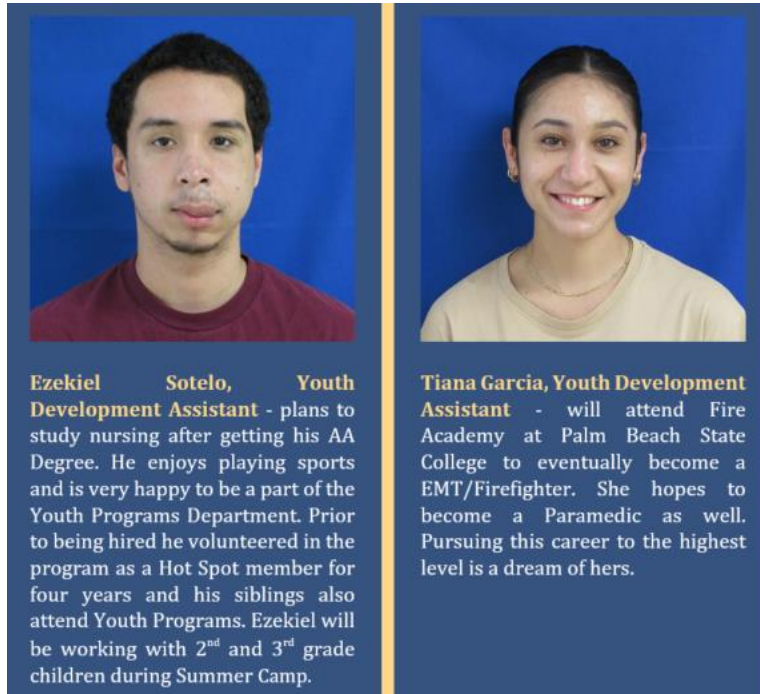 Ezekiel Sotelo, Youth
Development Assistant - plans to
study nursing after getting his AA
Degree. He enjoys playing sports
and is very happy to be a part of the
Youth Programs Department. Prior
to being hired he volunteered in the
program as a Hot Spot member for
four years and his siblings also
attend Youth Programs. Ezekiel will
be working with 2nd and 3rd grade
children during Summer Camp.
Tiana Garcia, Youth Development
Assistant - will attend Fire
Academy at Palm Beach State
College to eventually become a
EMT/Firefighter. She hopes to
become a Paramedic as well.
Pursuing this career to the highest
level is a dream of hers.